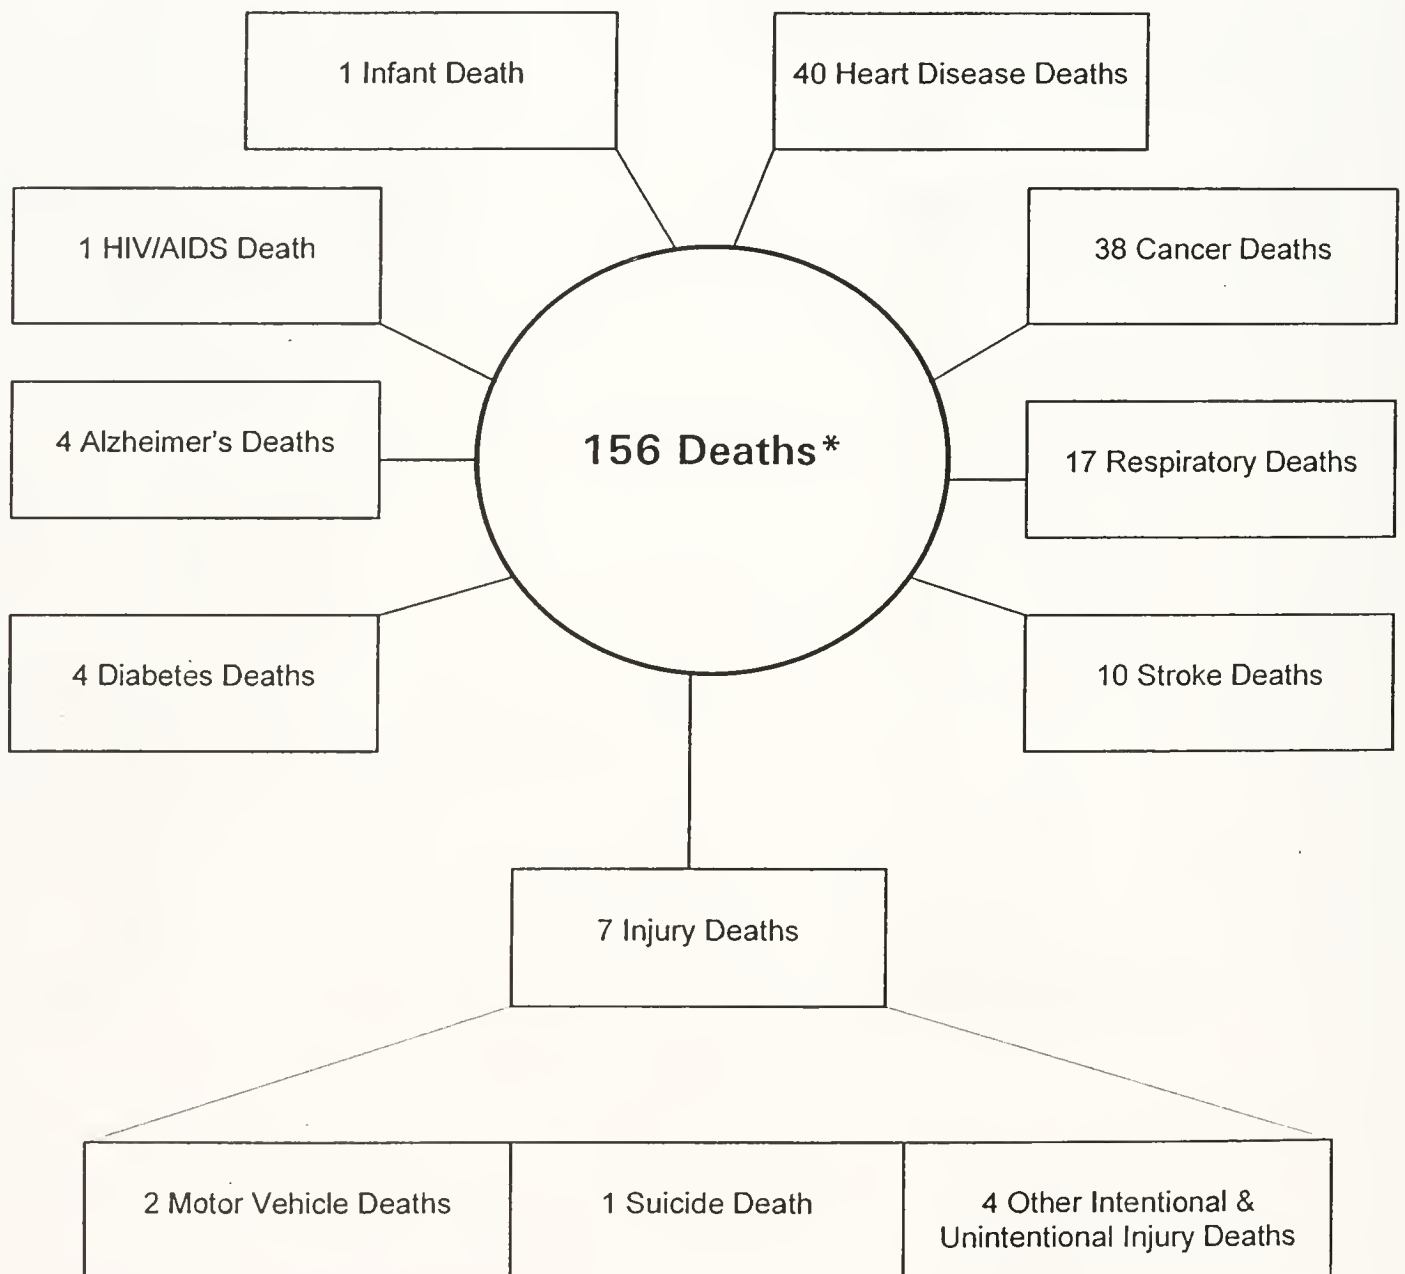 1 Infant Death
40 Heart Disease Deaths
1 HIV/AIDS Death
38 Cancer Deaths
4 Alzheimer's Deaths
156 Deaths*
17 Respiratory Deaths
4 Diabetes Deaths
10 Stroke Deaths
7 Injury Deaths
2 Motor Vehicle Deaths
1 Suicide Death
4 Other Intentional &
Unintentional Injury Deaths